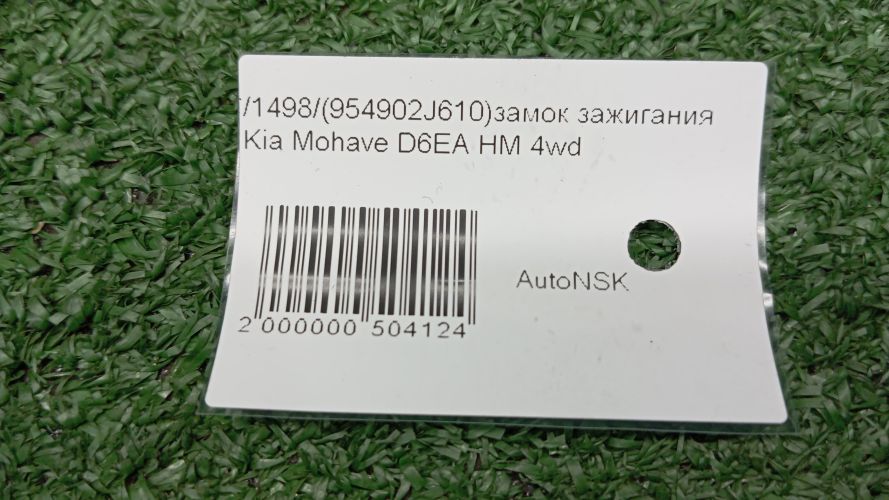 /1498/(954902J610)замок зажигания
Kia Mohave D6EA HM 4wd
AutoNSK
2 000000 504124